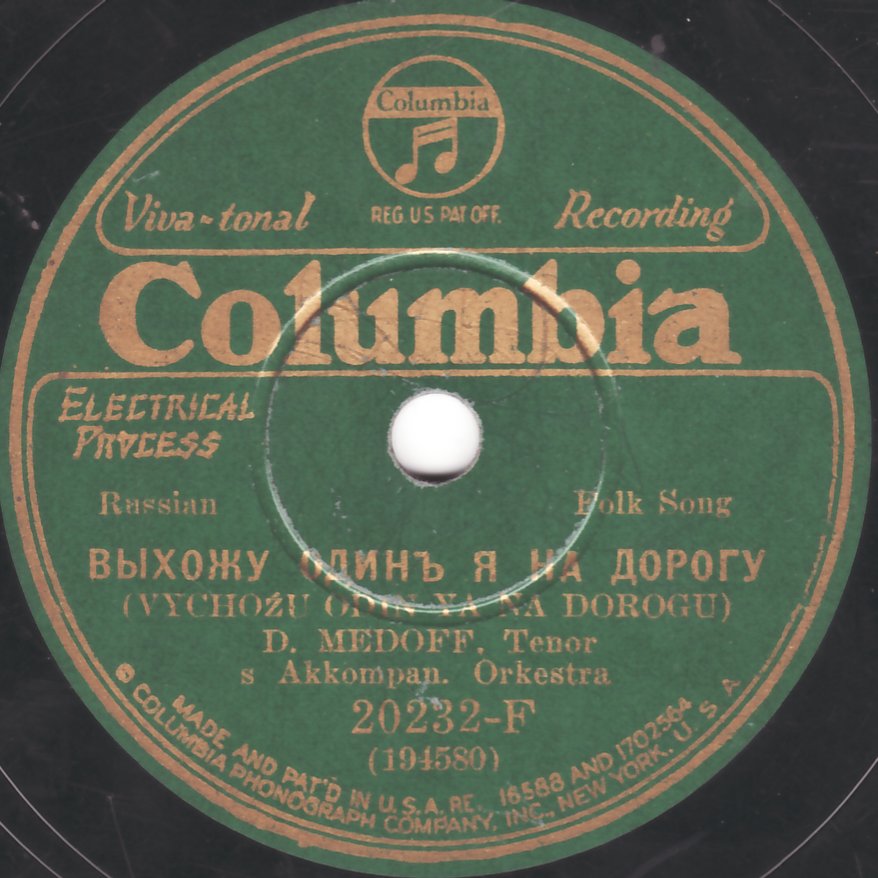 Columbia
REG US PAT OFF.
Viva-tonal Recording
Columbia
ELECTRICAL
PROCESS
Russian Folk Song
ВЫХОЖУ ОДИНЪ Я НА ДОРОГУ
(VYCHOŹU ODIN YA NA DOROGU)
D. MEDOFF, Tenor
s Akkompan. Orkestra
20232-F
(194580)
MADE AND PAT'D IN U.S.A. RE. 16588 AND 1702564
© COLUMBIA PHONOGRAPH COMPANY, INC., NEW YORK, U. S. A